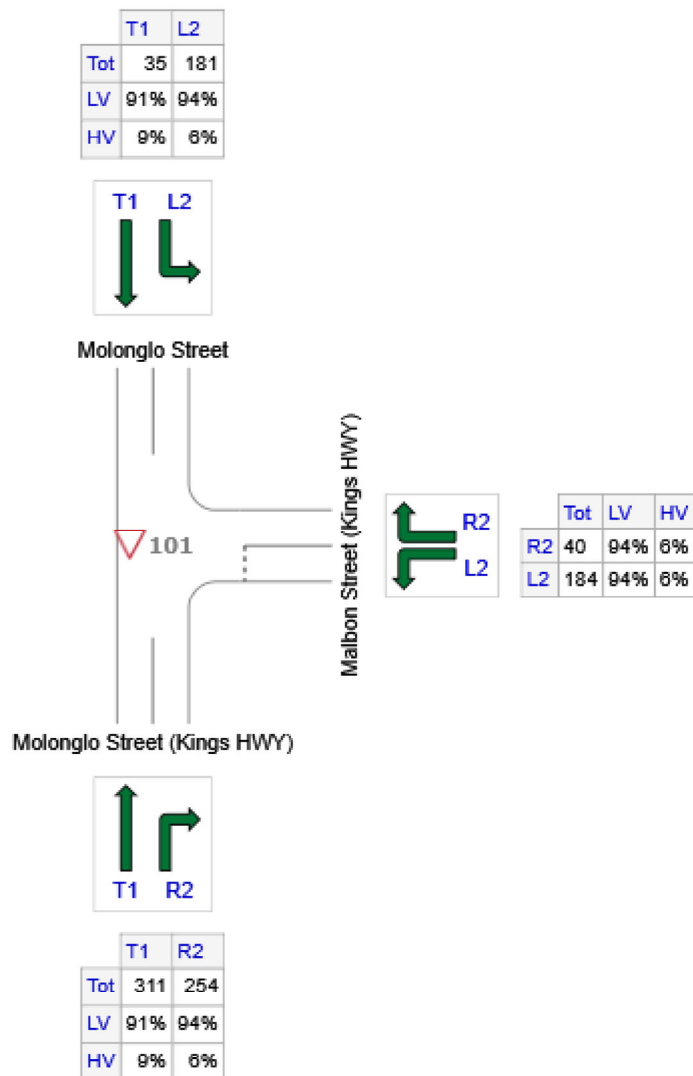 T1 L2
Tot 35 181
LV 91% 94%
HV 9% 6%
T1 L2
Molonglo Street
Malbon Street (Kings HWY)
101
R2
L2
Tot LV HV
R2 40 94% 6%
L2 184 94% 6%
Molonglo Street (Kings HWY)
T1 R2
T1 R2
Tot 311 254
LV 91% 94%
HV 9% 6%